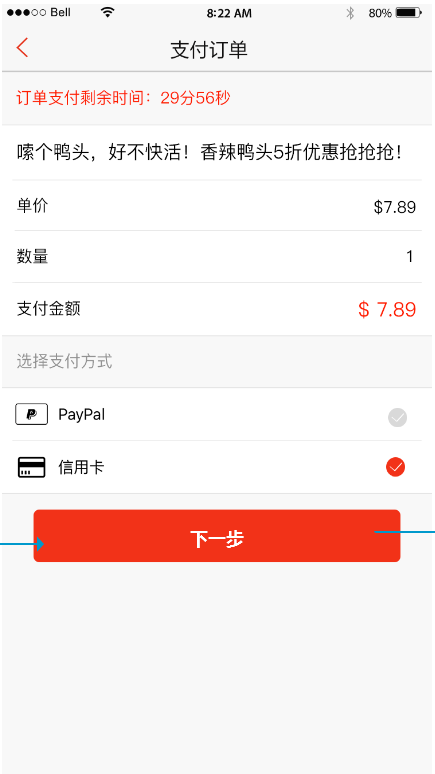 Bell 8:22 AM 80%
支付订单
订单支付剩余时间：29分56秒
嗦个鸭头，好不快活！香辣鸭头5折优惠抢抢抢！
单价 $7.89
数量 1
支付金额 $ 7.89
选择支付方式
PayPal
信用卡
下一步